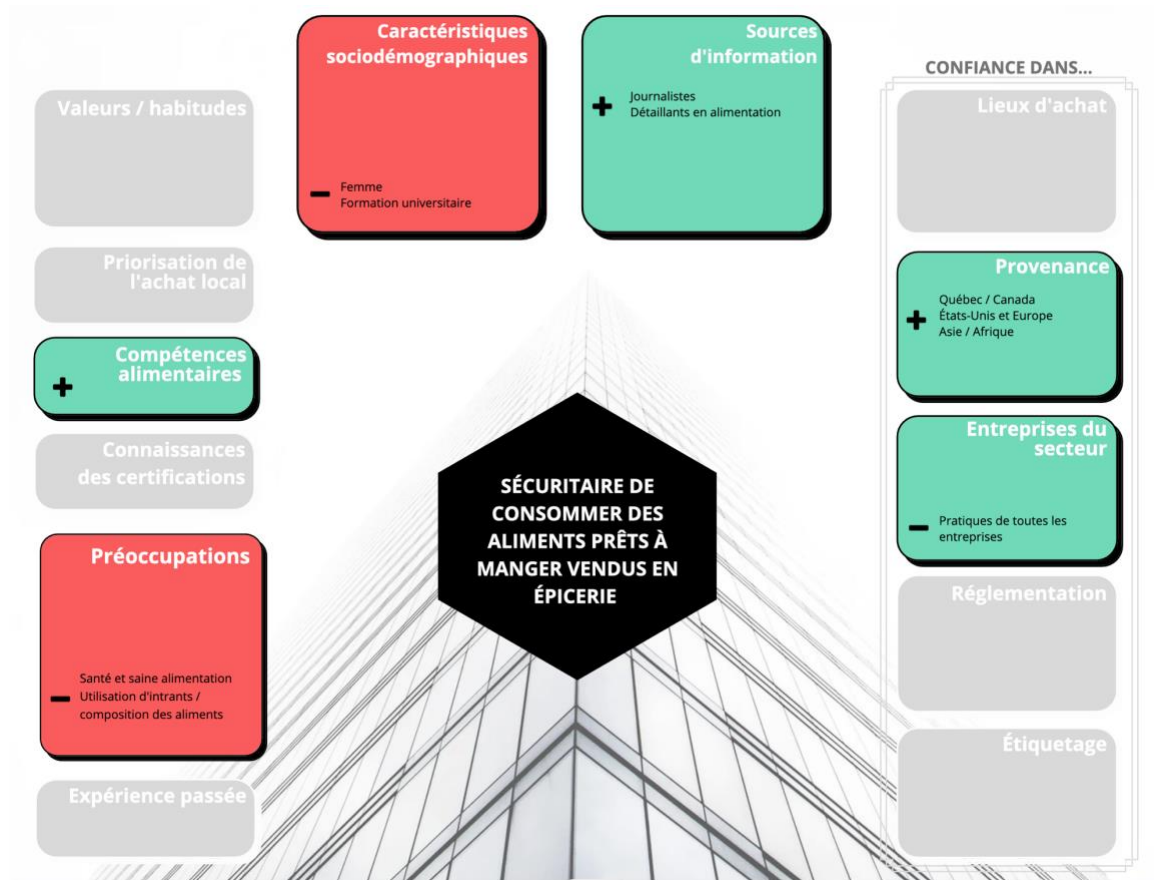 Caractéristiques
sociodémographiques
− Femme
Formation universitaire
Sources
d'information
+ Journalistes
Détaillants en alimentation
Valeurs / habitudes
Priorisation de
l'achat local
Compétences
alimentaires
+
Connaissances
des certifications
Préoccupations
− Santé et saine alimentation
Utilisation d'intrants /
composition des aliments
Expérience passée
SÉCURITAIRE DE
CONSOMMER DES
ALIMENTS PRÊTS À
MANGER VENDUS EN
ÉPICERIE
CONFIANCE DANS...
Lieux d'achat
Provenance
+ Québec / Canada
États-Unis et Europe
Asie / Afrique
Entreprises du
secteur
− Pratiques de toutes les
entreprises
Réglementation
Étiquetage